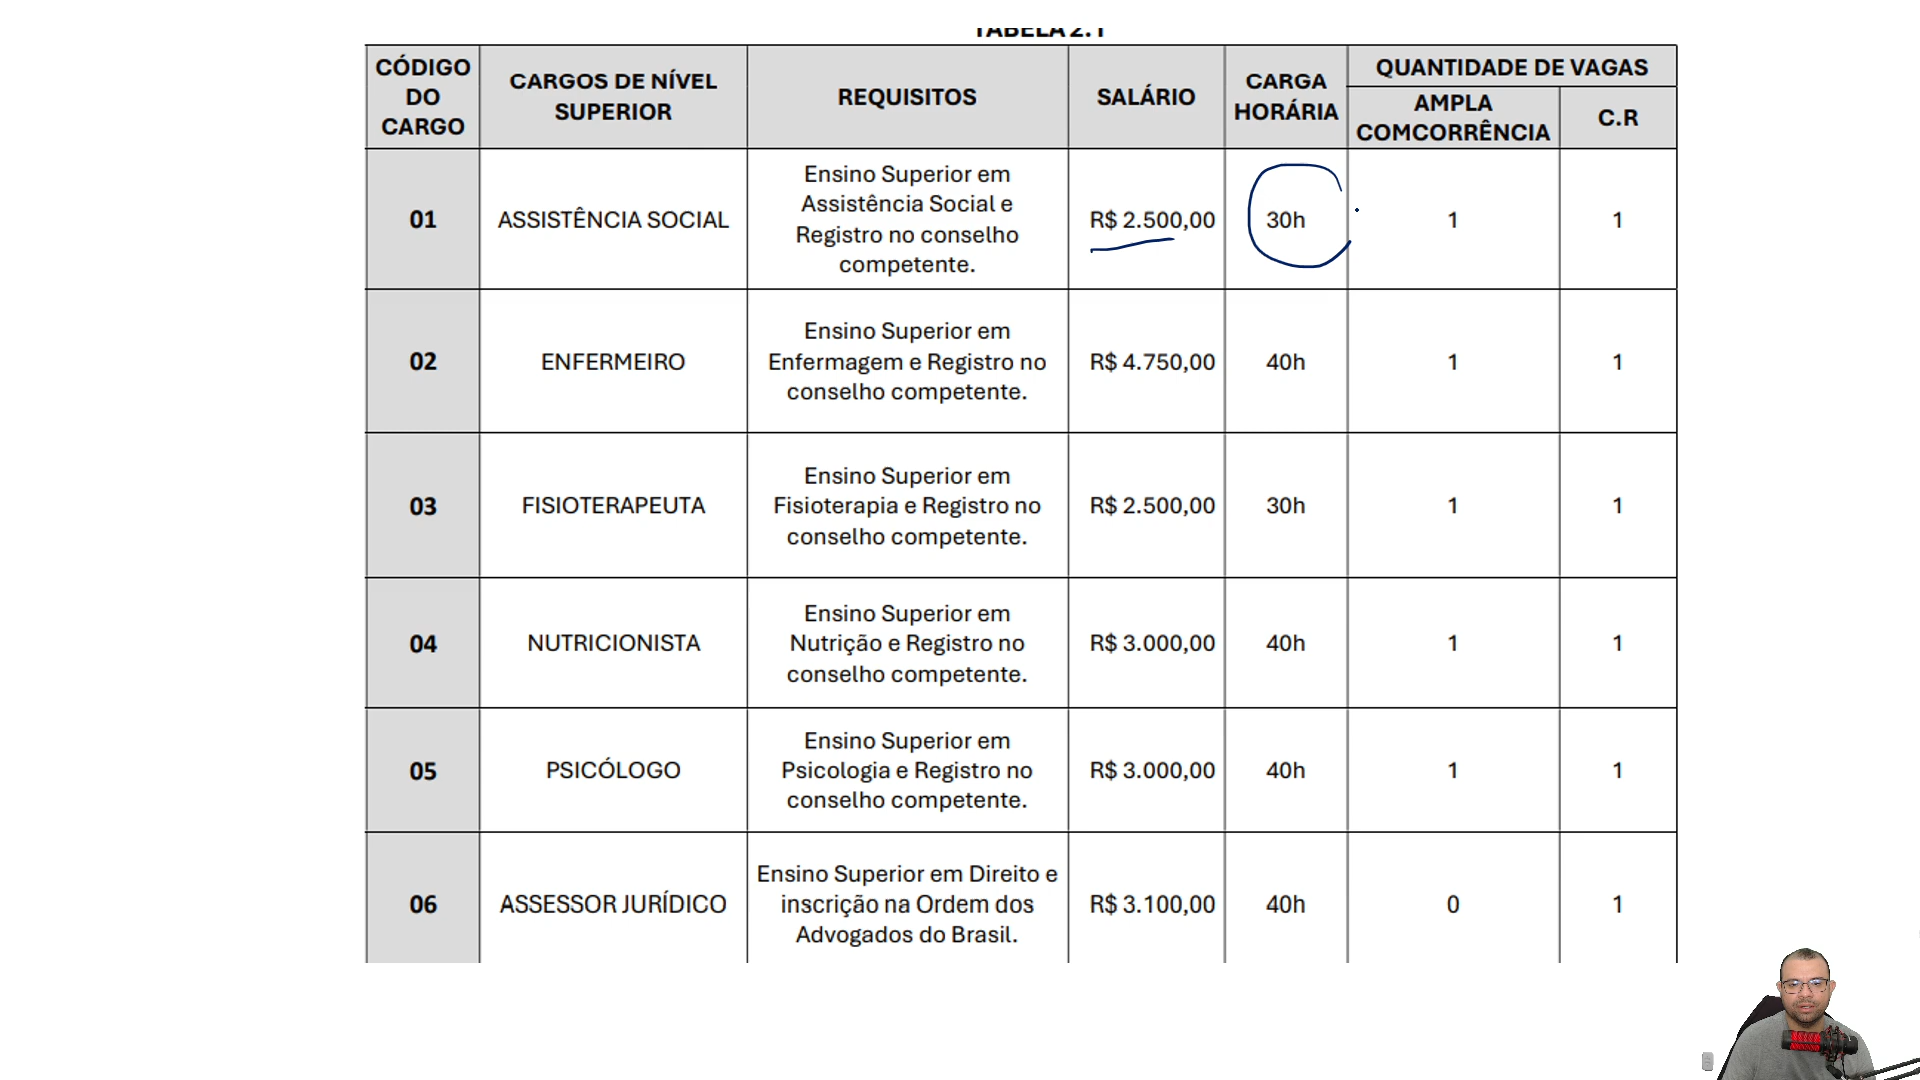 TABELA 2.1
CÓDIGO
DO
CARGO
CARGOS DE NÍVEL
SUPERIOR
REQUISITOS
SALÁRIO
CARGA
HORÁRIA
QUANTIDADE DE VAGAS
AMPLA
COMCORRÊNCIA
C.R
01
ASSISTÊNCIA SOCIAL
Ensino Superior em
Assistência Social e
Registro no conselho
competente.
R$ 2.500,00
30h
1
1
02
ENFERMEIRO
Ensino Superior em
Enfermagem e Registro no
conselho competente.
R$ 4.750,00
40h
1
1
03
FISIOTERAPEUTA
Ensino Superior em
Fisioterapia e Registro no
conselho competente.
R$ 2.500,00
30h
1
1
04
NUTRICIONISTA
Ensino Superior em
Nutrição e Registro no
conselho competente.
R$ 3.000,00
40h
1
1
05
PSICÓLOGO
Ensino Superior em
Psicologia e Registro no
conselho competente.
R$ 3.000,00
40h
1
1
06
ASSESSOR JURÍDICO
Ensino Superior em Direito e
inscrição na Ordem dos
Advogados do Brasil.
R$ 3.100,00
40h
0
1